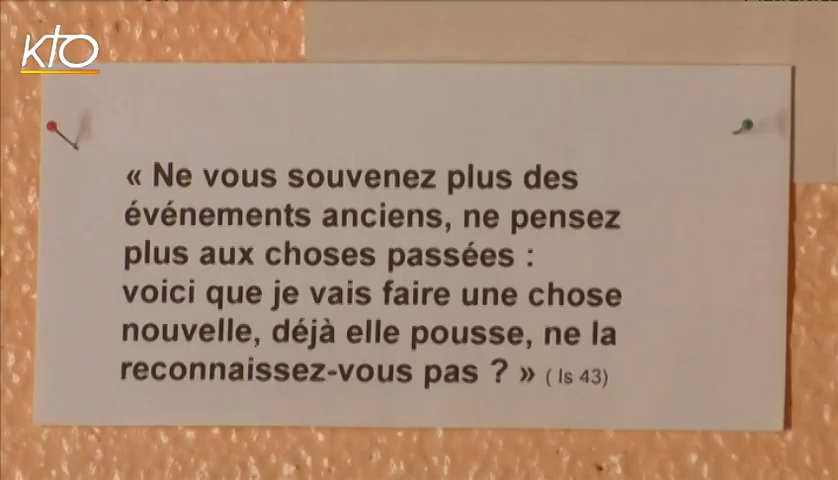 KTO
« Ne vous souvenez plus des
événements anciens, ne pensez
plus aux choses passées :
voici que je vais faire une chose
nouvelle, déjà elle pousse, ne la
reconnaissez-vous pas ? » ( Is 43)